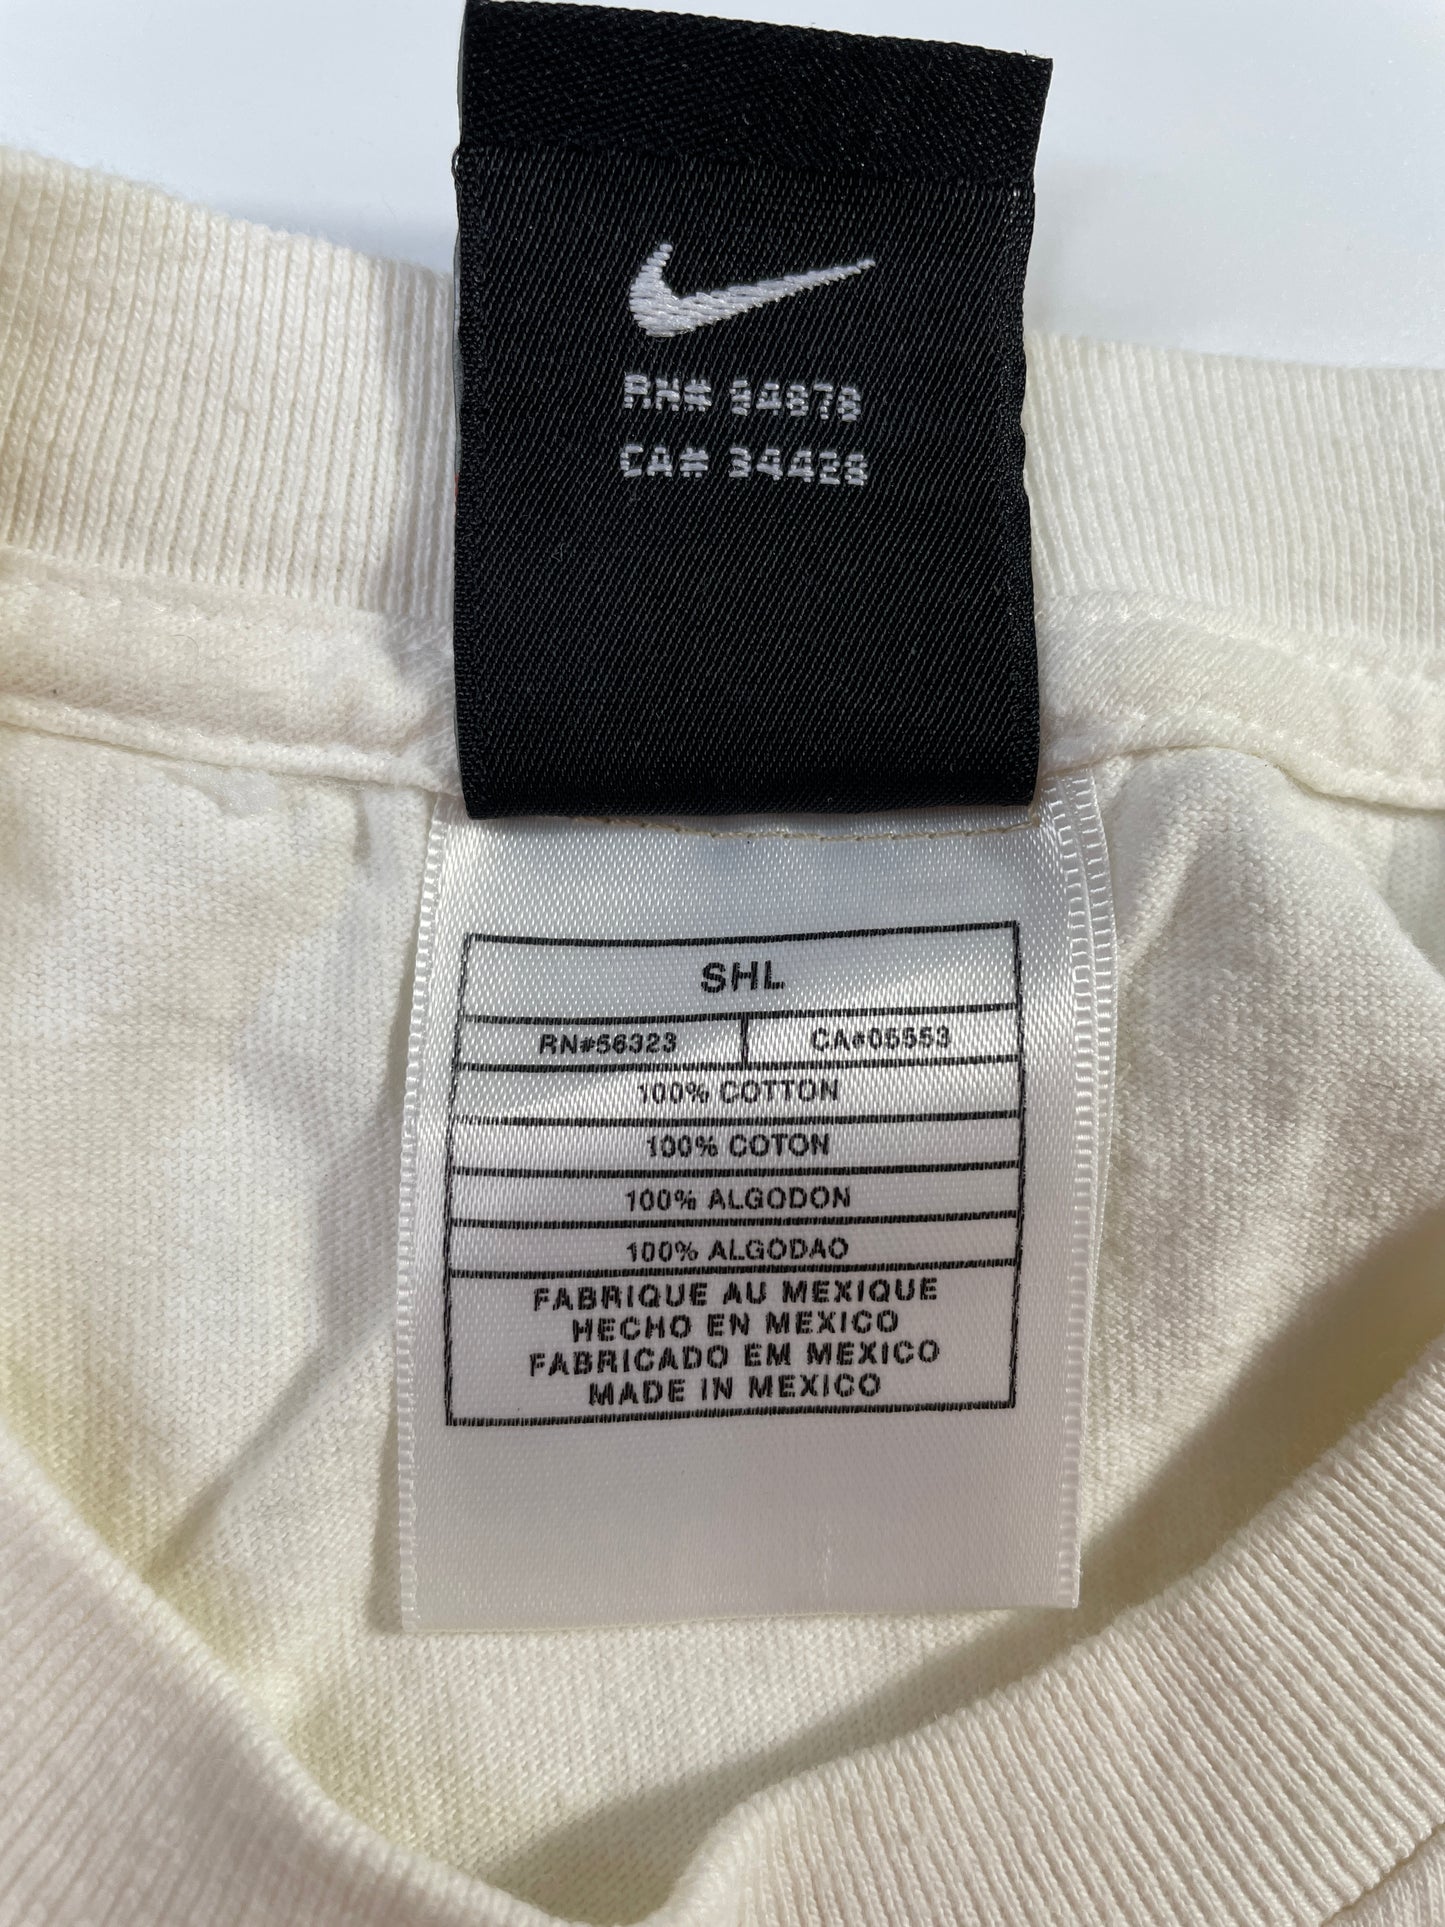 RN# 54876
CA# 34428
SHL
RN#56323 CA#05553
100% COTTON
100% COTON
100% ALGODON
100% ALGODAO
FABRIQUE AU MEXIQUE
HECHO EN MEXICO
FABRICADO EM MEXICO
MADE IN MEXICO